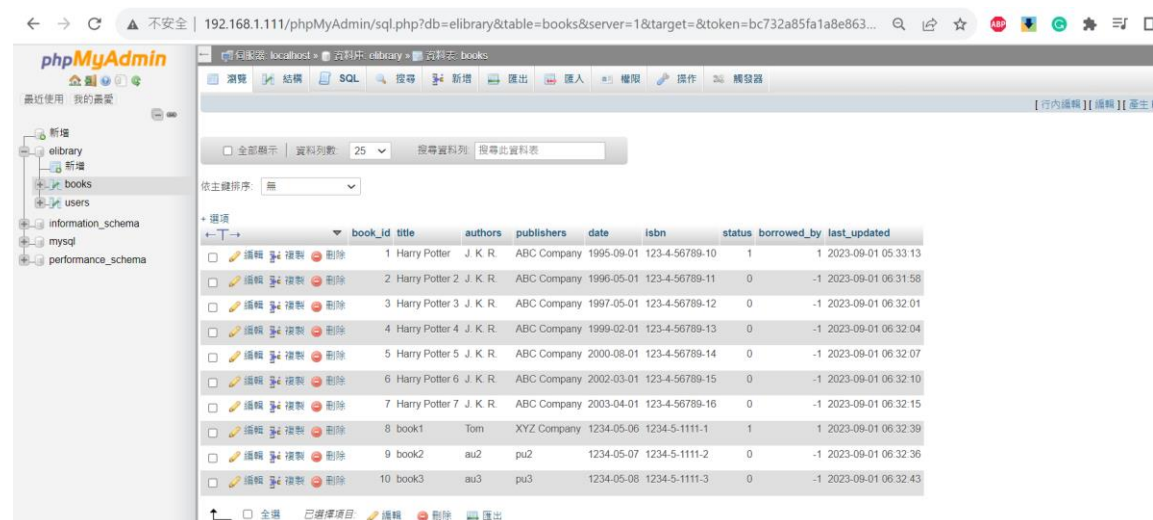 不安全 | 192.168.1.111/phpMyAdmin/sql.php?db=elibrary&table=books&server=1&target=&token=bc732a85fa1a8e863...
phpMyAdmin
最近使用 我的最愛
新增
elibrary
新增
books
users
information_schema
mysql
performance_schema
伺服器: localhost » 資料庫: elibrary » 資料表: books
瀏覽 結構 SQL 搜尋 新增 匯出 匯入 權限 操作 觸發器
[ 行內編輯 ] [ 編輯 ] [
全部顯示 | 資料列數: 25 搜尋資料列: 搜尋此資料表
依主鍵排序: 無
+ 選項
←T→ book_id title authors publishers date isbn status borrowed_by last_updated
編輯 複製 刪除 1 Harry Potter J. K. R. ABC Company 1995-09-01 123-4-56789-10 1 1 2023-09-01 05:33:13
編輯 複製 刪除 2 Harry Potter 2 J. K. R. ABC Company 1996-05-01 123-4-56789-11 0 -1 2023-09-01 06:31:58
編輯 複製 刪除 3 Harry Potter 3 J. K. R. ABC Company 1997-05-01 123-4-56789-12 0 -1 2023-09-01 06:32:01
編輯 複製 刪除 4 Harry Potter 4 J. K. R. ABC Company 1999-02-01 123-4-56789-13 0 -1 2023-09-01 06:32:04
編輯 複製 刪除 5 Harry Potter 5 J. K. R. ABC Company 2000-08-01 123-4-56789-14 0 -1 2023-09-01 06:32:07
編輯 複製 刪除 6 Harry Potter 6 J. K. R. ABC Company 2002-03-01 123-4-56789-15 0 -1 2023-09-01 06:32:10
編輯 複製 刪除 7 Harry Potter 7 J. K. R. ABC Company 2003-04-01 123-4-56789-16 0 -1 2023-09-01 06:32:15
編輯 複製 刪除 8 book1 Tom XYZ Company 1234-05-06 1234-5-1111-1 1 1 2023-09-01 06:32:39
編輯 複製 刪除 9 book2 au2 pu2 1234-05-07 1234-5-1111-2 0 -1 2023-09-01 06:32:36
編輯 複製 刪除 10 book3 au3 pu3 1234-05-08 1234-5-1111-3 0 -1 2023-09-01 06:32:43
全選 已選擇項目: 編輯 刪除 匯出